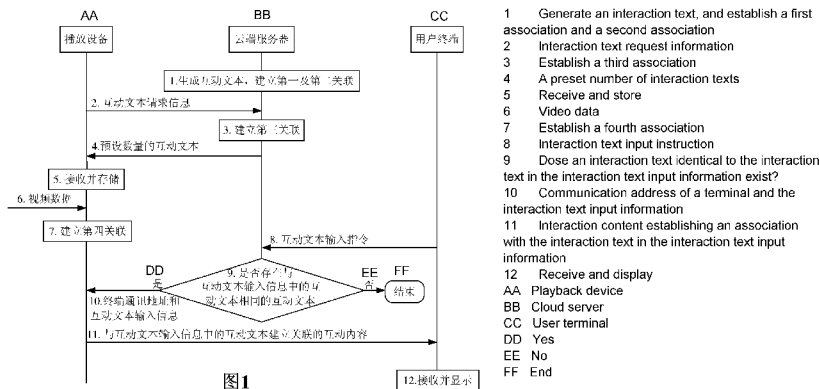 AA
BB
CC
播放设备
云端服务器
用户终端
1.生成互动文本，建立第一及第二关联
2. 互动文本请求信息
3. 建立第三关联
4.预设数量的互动文本
5. 接收并存储
6. 视频数据
7. 建立第四关联
8. 互动文本输入指令
DD
是
9. 是否存在与
互动文本输入信息中的互
动文本相同的互动文本
EE
否
FF
结束
10.终端通讯地址和
互动文本输入信息
11. 与互动文本输入信息中的互动文本建立关联的互动内容
12.接收并显示
图1
1 Generate an interaction text, and establish a first
association and a second association
2 Interaction text request information
3 Establish a third association
4 A preset number of interaction texts
5 Receive and store
6 Video data
7 Establish a fourth association
8 Interaction text input instruction
9 Dose an interaction text identical to the interaction
text in the interaction text input information exist?
10 Communication address of a terminal and the
interaction text input information
11 Interaction content establishing an association
with the interaction text in the interaction text input
information
12 Receive and display
AA Playback device
BB Cloud server
CC User terminal
DD Yes
EE No
FF End